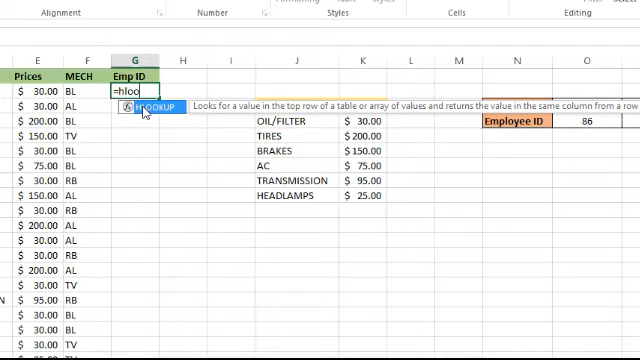 Alignment Number Styles Cells Editing
E F G H I J K L M N O
Prices MECH Emp ID
$ 30.00 BL =hloo
$ 30.00 AL HLOOKUP Looks for a value in the top row of a table or array of values and returns the value in the same column from a row
$ 200.00 BL OIL/FILTER $ 30.00 Employee ID 86
$ 150.00 TV TIRES $ 200.00
$ 30.00 BL BRAKES $ 150.00
$ 75.00 BL AC $ 75.00
$ 30.00 RB TRANSMISSION $ 95.00
$ 150.00 AL HEADLAMPS $ 25.00
$ 30.00 RB
$ 200.00 AL
$ 30.00 AL
$ 30.00 RB
$ 200.00 AL
$ 30.00 TV
N $ 95.00 RB
$ 30.00 BL
$ 30.00 BL
$ 75.00 TV